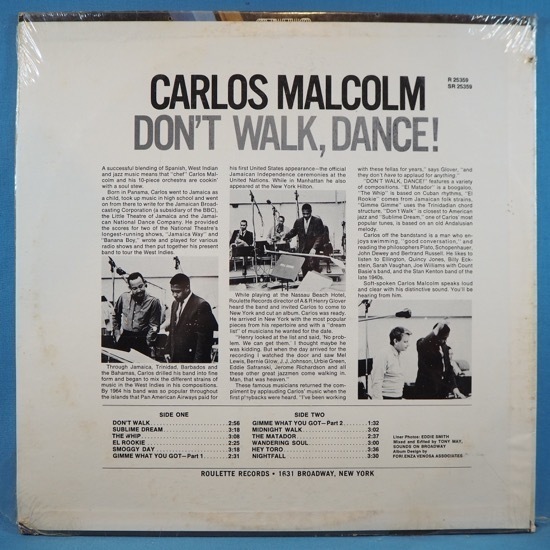 R 25359
SR 25359
CARLOS MALCOLM
DON'T WALK, DANCE!
A successful blending of Spanish, West Indian
and jazz music means that "chef" Carlos Mal-
colm and his 10-piece orchestra are cookin'
with a soul stew.
Born in Panama, Carlos went to Jamaica as
a child, took up music in high school and went
on from there to write for the Jamaica Broad-
casting Corporation (a subsidiary of the BBC),
the Little Theatre of Jamaica and the Jamai-
can National Dance Company. He provided
the scores for two of the National Theatre's
longest-running shows, "Jamaica Way" and
"Banana Boy," wrote and played for various
radio shows and then put together his present
band to tour the West Indies.
Through Jamaica, Trinidad, Barbados and
the Bahamas, Carlos drilled his band into fine
form and began to mix the different strains of
music in the West Indies in his compositions.
By 1964 his band was so popular throughout
the islands that Pan American Airways paid for
his first United States appearance—the official
Jamaican Independence ceremonies at the
United Nations. While in Manhattan he also
appeared at the New York Hilton.
While playing at the Nassau Beach Hotel,
Roulette Records director of A&R Henry Glover
heard the band and invited Carlos to come to
New York and cut an album. Carlos was ready.
He arrived in New York with the most popular
pieces from his repertoire and with a "dream
list" of musicians he wanted for the date.
"Henry looked at the list and said, 'No prob-
lem. We can get them.' I thought maybe he
was kidding. But when the day arrived for the
recording I watched the door and saw Mel
Lewis, Bernie Glow, J. J. Johnson, Urbie Green,
Eddie Safranski, Jerome Richardson and all
these other great jazzmen come walking in.
Man, that was heaven."
These famous musicians returned the com-
pliment by applauding Carlos' music when the
first playbacks were heard. "I've been working
with these fellas for years," says Glover, "and
they don't have to applaud for anything."
"DON'T WALK, DANCE!" features a variety
of compositions. "El Matador" is a boogaloo,
"The Whip" is based on Cuban rhythms, "El
Rookie" comes from Jamaican folk strains,
"Gimme Gimme" uses the Trinidadian calypso
structure. "Don't Walk" is closest to American
jazz and "Sublime Dream," one of Carlos' most
popular tunes, is based on an old Andalusian
melody.
Carlos off the bandstand is a man who en-
joys swimming, "good conversation," and
reading the philosophers Plato, Schopenhauer,
John Dewey and Bertrand Russell. He likes to
listen to Ellington, Quincy Jones, Billy Eck-
stein, Sarah Vaughan, Joe Williams with Count
Basie's band, and the Stan Kenton band of the
late 1940s.
Soft-spoken Carlos Malcolm speaks loud
and clear with his distinctive sound. You'll be
hearing from him.
SIDE ONE
DON'T WALK 2:56
SUBLIME DREAM 3:18
THE WHIP 3:08
EL ROOKIE 2:25
SMOGGY DAY 3:18
GIMME WHAT YOU GOT—Part 1 2:31
SIDE TWO
GIMME WHAT YOU GOT—Part 2 1:32
MIDNIGHT WALK 3:02
THE MATADOR 2:37
WANDERING SOUL 3:00
HEY TORO 3:36
NIGHTFALL 3:30
Liner Photos: EDDIE SMITH
Mixed and Edited by TONY MAY,
SOUNDS ON BROADWAY
Album Design by
FORLENZA VENOSA ASSOCIATES
ROULETTE RECORDS • 1631 BROADWAY, NEW YORK